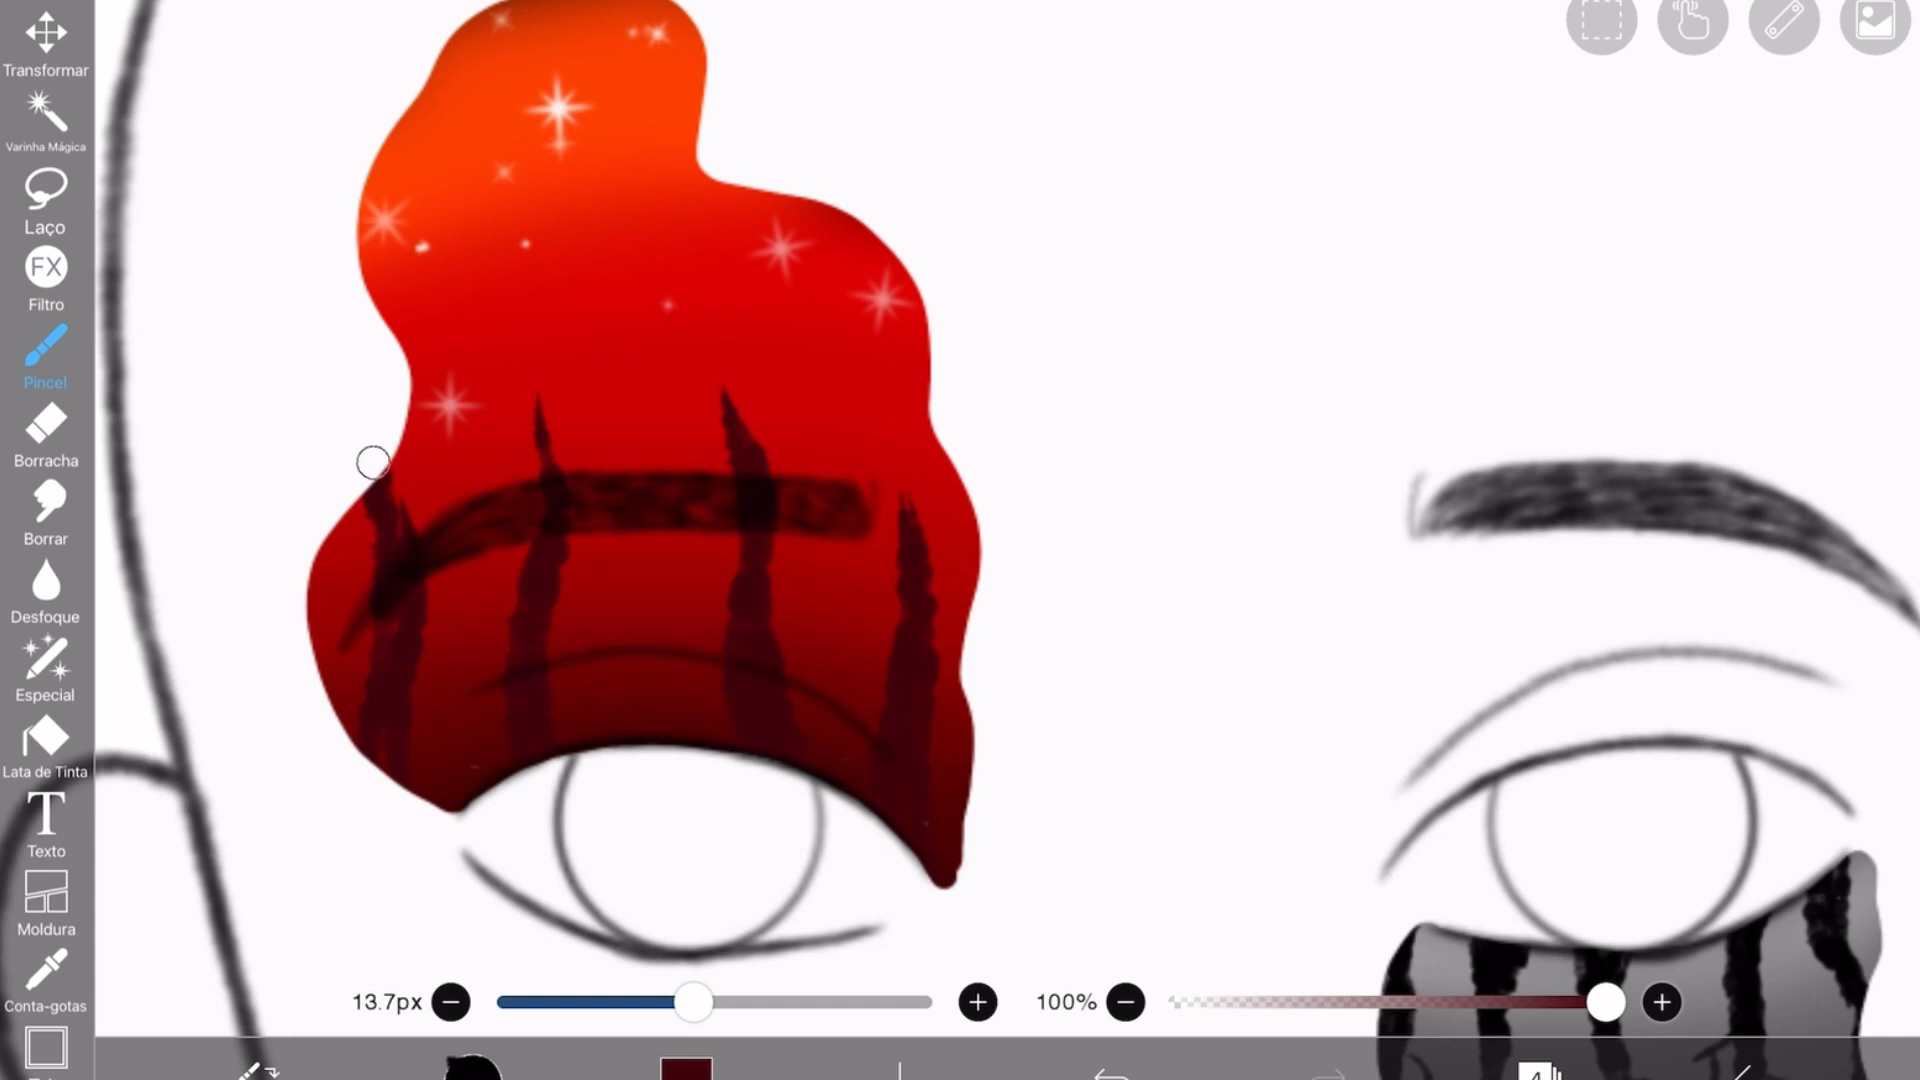 Transformar
Varinha Mágica
Laço
FX
Filtro
Pincel
Borracha
Borrar
Desfoque
Especial
Lata de Tinta
T
Texto
Moldura
Conta-gotas
13.7px
100%
4